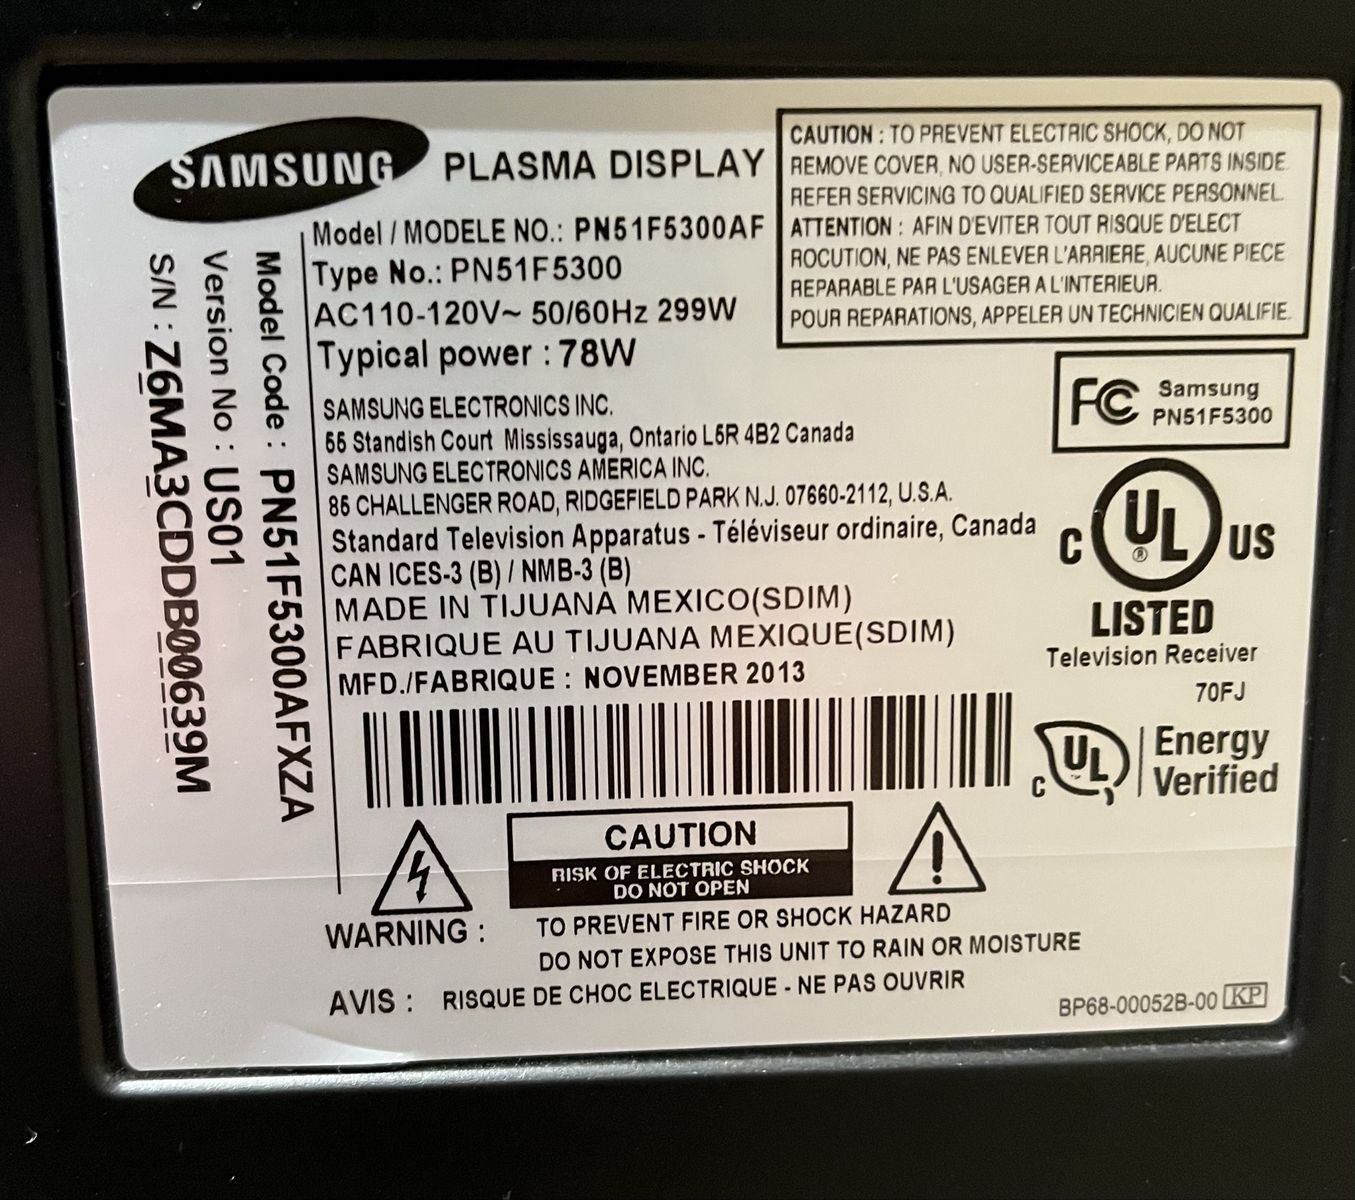 SAMSUNG PLASMA DISPLAY
Model / MODELE NO.: PN51F5300AF
Type No.: PN51F5300
AC110-120V~ 50/60Hz 299W
Typical power : 78W
SAMSUNG ELECTRONICS INC.
55 Standish Court Mississauga, Ontario L5R 4B2 Canada
SAMSUNG ELECTRONICS AMERICA INC.
85 CHALLENGER ROAD, RIDGEFIELD PARK N.J. 07660-2112, U.S.A.
Standard Television Apparatus - Téléviseur ordinaire, Canada
CAN ICES-3 (B) / NMB-3 (B)
MADE IN TIJUANA MEXICO(SDIM)
FABRIQUE AU TIJUANA MEXIQUE(SDIM)
MFD./FABRIQUE : NOVEMBER 2013
Model Code : PN51F5300AFXZA
Version No : US01
S/N : Z6MA3CDDB00639M
CAUTION : TO PREVENT ELECTRIC SHOCK, DO NOT
REMOVE COVER, NO USER-SERVICEABLE PARTS INSIDE.
REFER SERVICING TO QUALIFIED SERVICE PERSONNEL.
ATTENTION : AFIN D'EVITER TOUT RISQUE D'ELECT
ROCUTION, NE PAS ENLEVER L'ARRIERE, AUCUNE PIECE
REPARABLE PAR L'USAGER A L'INTERIEUR.
POUR REPARATIONS, APPELER UN TECHNICIEN QUALIFIE.
FC Samsung
PN51F5300
C UL ® US
LISTED
Television Receiver
70FJ
C UL ™ Energy
Verified
CAUTION
RISK OF ELECTRIC SHOCK
DO NOT OPEN
WARNING : TO PREVENT FIRE OR SHOCK HAZARD
DO NOT EXPOSE THIS UNIT TO RAIN OR MOISTURE
AVIS : RISQUE DE CHOC ELECTRIQUE - NE PAS OUVRIR
BP68-00052B-00 KP